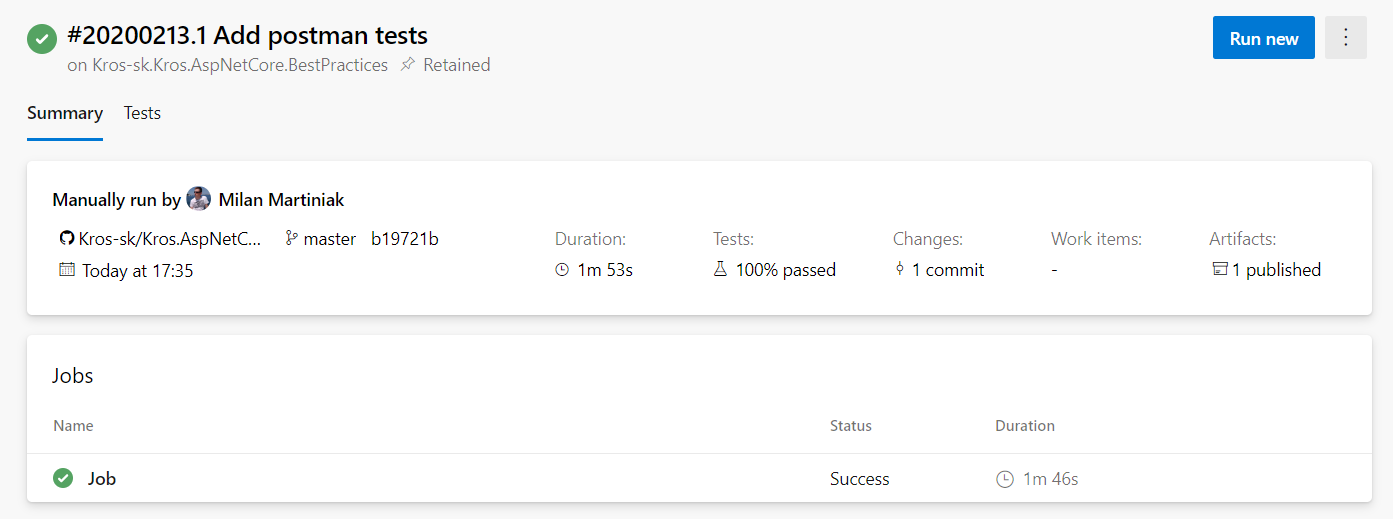 #20200213.1 Add postman tests
Run new
on Kros-sk.Kros.AspNetCore.BestPractices Retained
Summary Tests
Manually run by Milan Martiniak
Kros-sk/Kros.AspNetC... master b19721b Duration: Tests: Changes: Work items: Artifacts:
Today at 17:35 1m 53s 100% passed 1 commit - 1 published
Jobs
Name Status Duration
Job Success 1m 46s